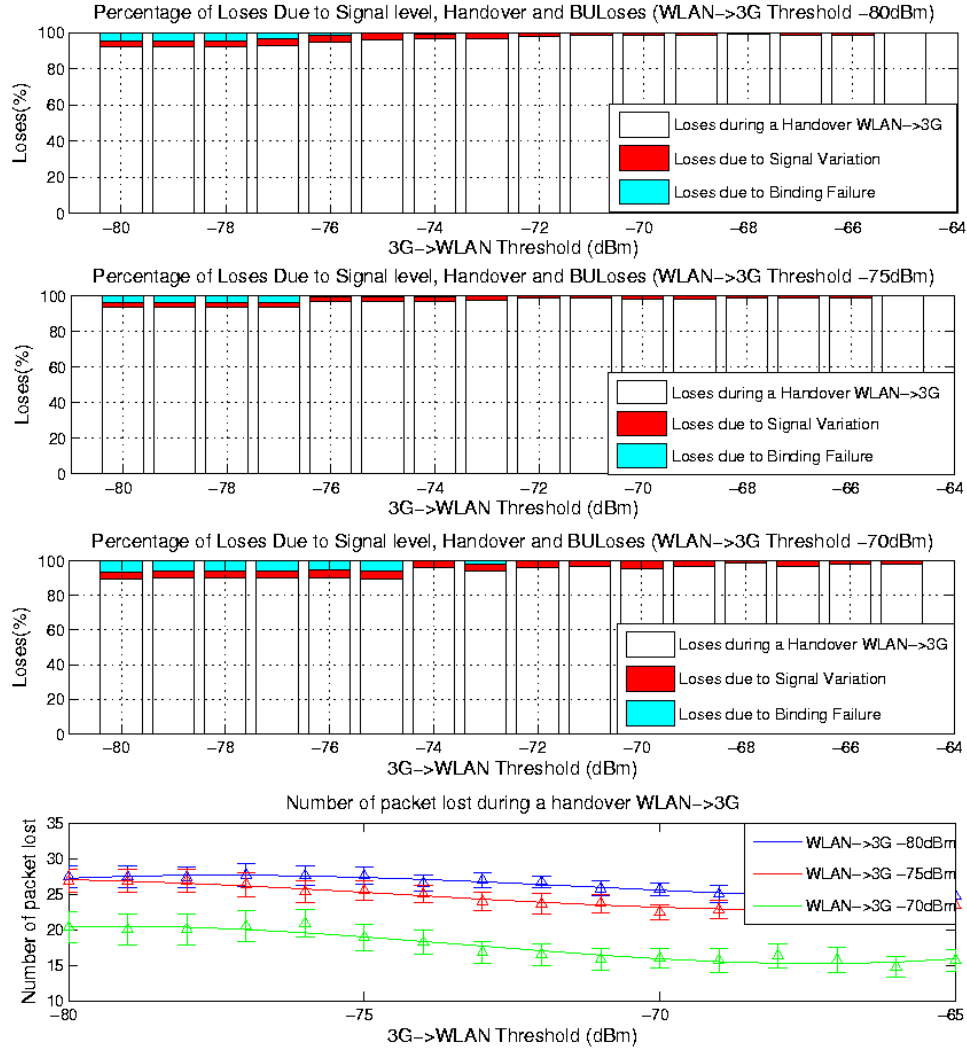 Percentage of Loses Due to Signal level, Handover and BULoses (WLAN->3G Threshold -80dBm)
100
80
60
40
20
0
Loses(%)
Loses during a Handover WLAN->3G
Loses due to Signal Variation
Loses due to Binding Failure
-80 -78 -76 -74 -72 -70 -68 -66 -64
3G->WLAN Threshold (dBm)
Percentage of Loses Due to Signal level, Handover and BULoses (WLAN->3G Threshold -75dBm)
100
80
60
40
20
0
Loses(%)
Loses during a Handover WLAN->3G
Loses due to Signal Variation
Loses due to Binding Failure
-80 -78 -76 -74 -72 -70 -68 -66 -64
3G->WLAN Threshold (dBm)
Percentage of Loses Due to Signal level, Handover and BULoses (WLAN->3G Threshold -70dBm)
100
80
60
40
20
0
Loses(%)
Loses during a Handover WLAN->3G
Loses due to Signal Variation
Loses due to Binding Failure
-80 -78 -76 -74 -72 -70 -68 -66 -64
3G->WLAN Threshold (dBm)
Number of packet lost during a handover WLAN->3G
35
30
25
20
15
10
Number of packet lost
WLAN->3G -80dBm
WLAN->3G -75dBm
WLAN->3G -70dBm
-80 -75 -70 -65
3G->WLAN Threshold (dBm)